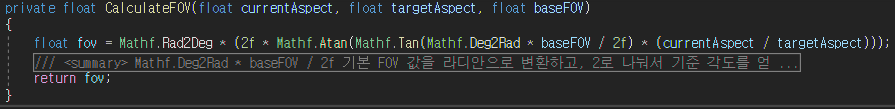 private float CalculateFOV(float currentAspect, float targetAspect, float baseFOV)
{
float fov = Mathf.Rad2Deg * (2f * Mathf.Atan(Mathf.Tan(Mathf.Deg2Rad * baseFOV / 2f) * (currentAspect / targetAspect)));
/// <summary> Mathf.Deg2Rad * baseFOV / 2f 기본 FOV 값을 라디안으로 변환하고, 2로 나눠서 기준 각도를 얻 ...
return fov;
}